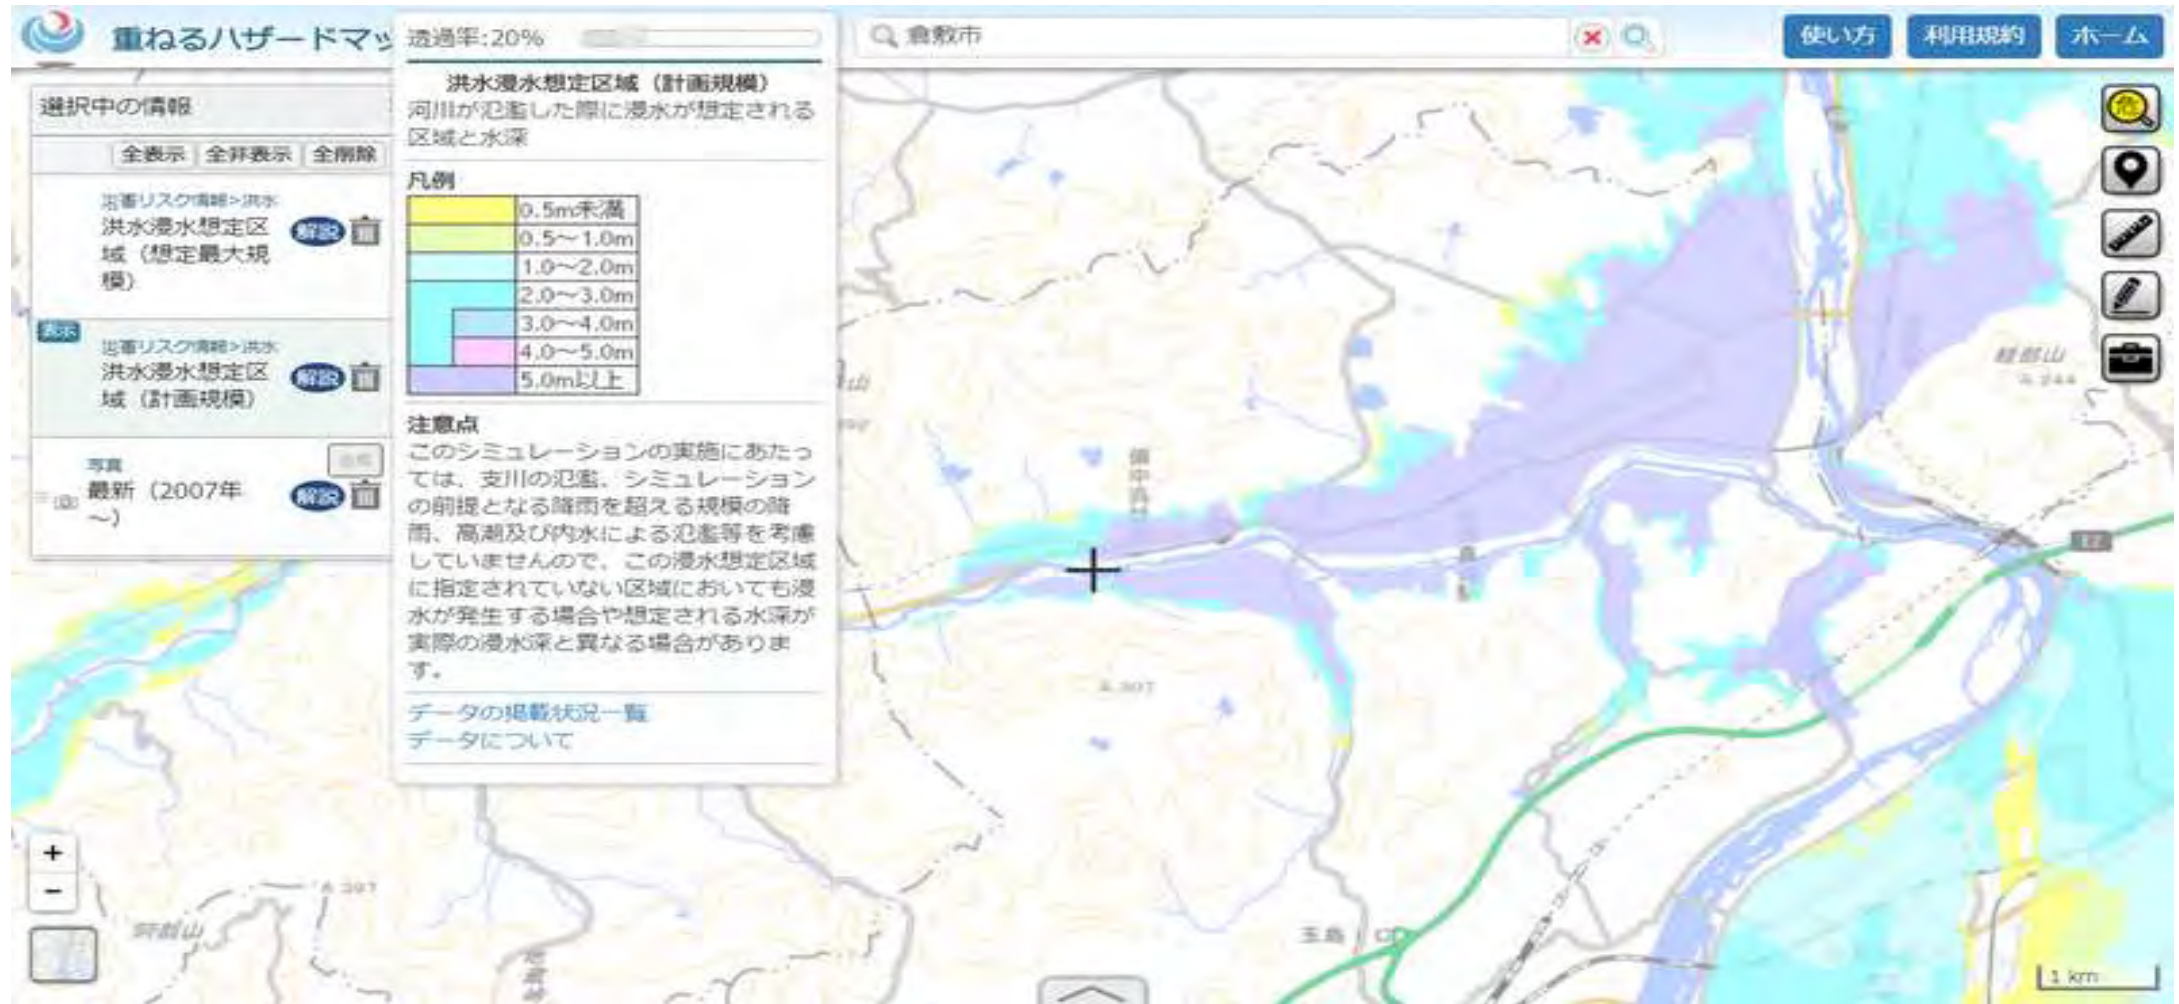 重ねるハザードマッ
透過率:20%
倉敷市
使い方
利用規約
ホーム
選択中の情報
全表示
全非表示
全削除
災害リスク情報>洪水
洪水浸水想定区
域（想定最大規
模）
解説
表示
災害リスク情報>洪水
洪水浸水想定区
域（計画規模）
解説
写真
最新（2007年
～）
解説
洪水浸水想定区域（計画規模）
河川が氾濫した際に浸水が想定される
区域と水深
凡例
0.5m未満
0.5～1.0m
1.0～2.0m
2.0～3.0m
3.0～4.0m
4.0～5.0m
5.0m以上
注意点
このシミュレーションの実施にあたっ
ては、支川の氾濫、シミュレーション
の前提となる降雨を超える規模の降
雨、高潮及び内水による氾濫等を考慮
していませんので、この浸水想定区域
に指定されていない区域においても浸
水が発生する場合や想定される水深が
実際の浸水深と異なる場合がありま
す。
データの掲載状況一覧
データについて
+
-
玉島
1 km